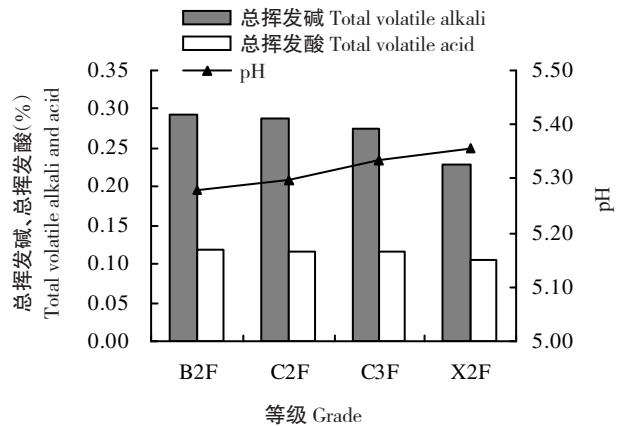 总挥发碱 Total volatile alkali
总挥发酸 Total volatile acid
pH
总挥发碱、总挥发酸(%)
Total volatile alkali and acid
0.35
0.30
0.25
0.20
0.15
0.10
0.05
0.00
5.50
5.40
5.30
5.20
5.10
5.00
pH
B2F C2F C3F X2F
等级 Grade